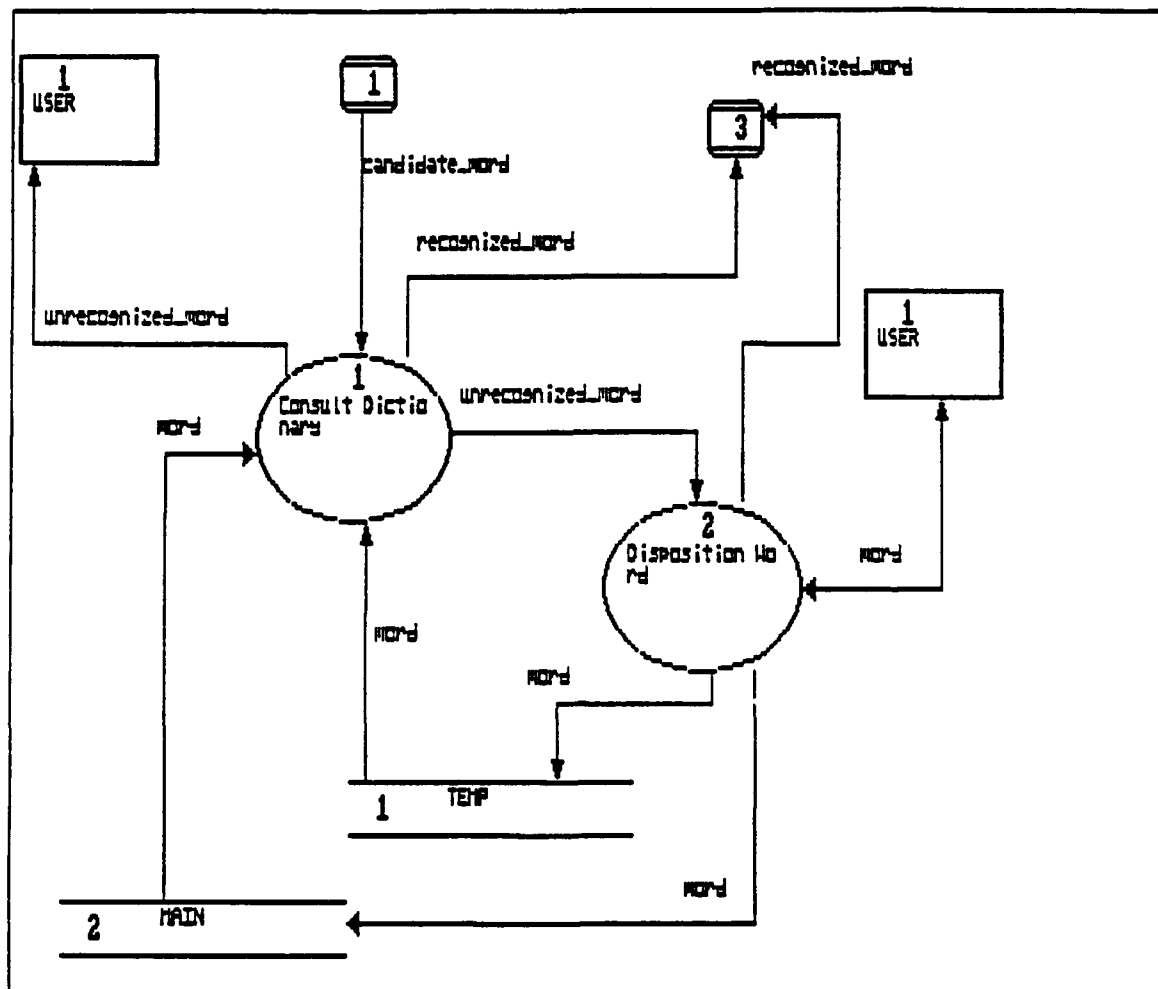 1
USER
1
recognized_word
3
candidate_word
recognized_word
unrecognized_word
1
USER
1
Consult Dictio
nary
unrecognized_word
word
2
Disposition Wo
rd
word
word
word
TEMP
1
word
MAIN
2